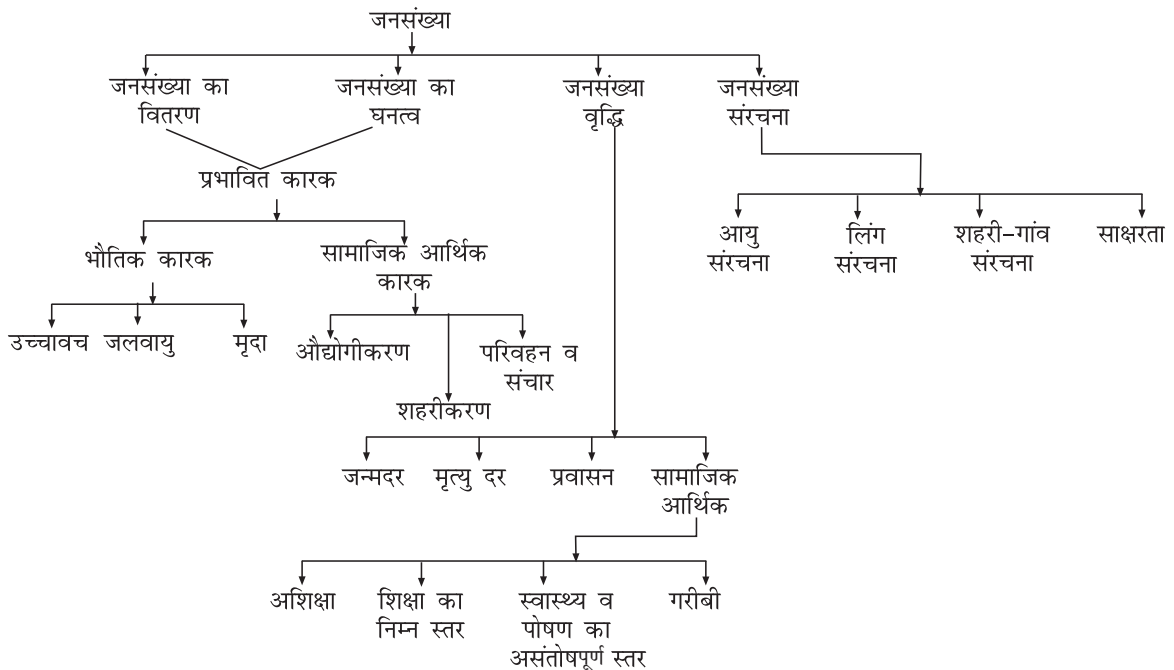 जनसंख्या
जनसंख्या का
वितरण
जनसंख्या का
घनत्व
जनसंख्या
वृद्धि
जनसंख्या
संरचना
प्रभावित कारक
भौतिक कारक
सामाजिक आर्थिक
कारक
आयु
संरचना
लिंग
संरचना
शहरी-गांव
संरचना
साक्षरता
उच्चावच
जलवायु
मृदा
औद्योगीकरण
परिवहन व
संचार
शहरीकरण
जन्मदर
मृत्यु दर
प्रवासन
सामाजिक
आर्थिक
अशिक्षा
शिक्षा का
निम्न स्तर
स्वास्थ्य व
पोषण का
असंतोषपूर्ण स्तर
गरीबी